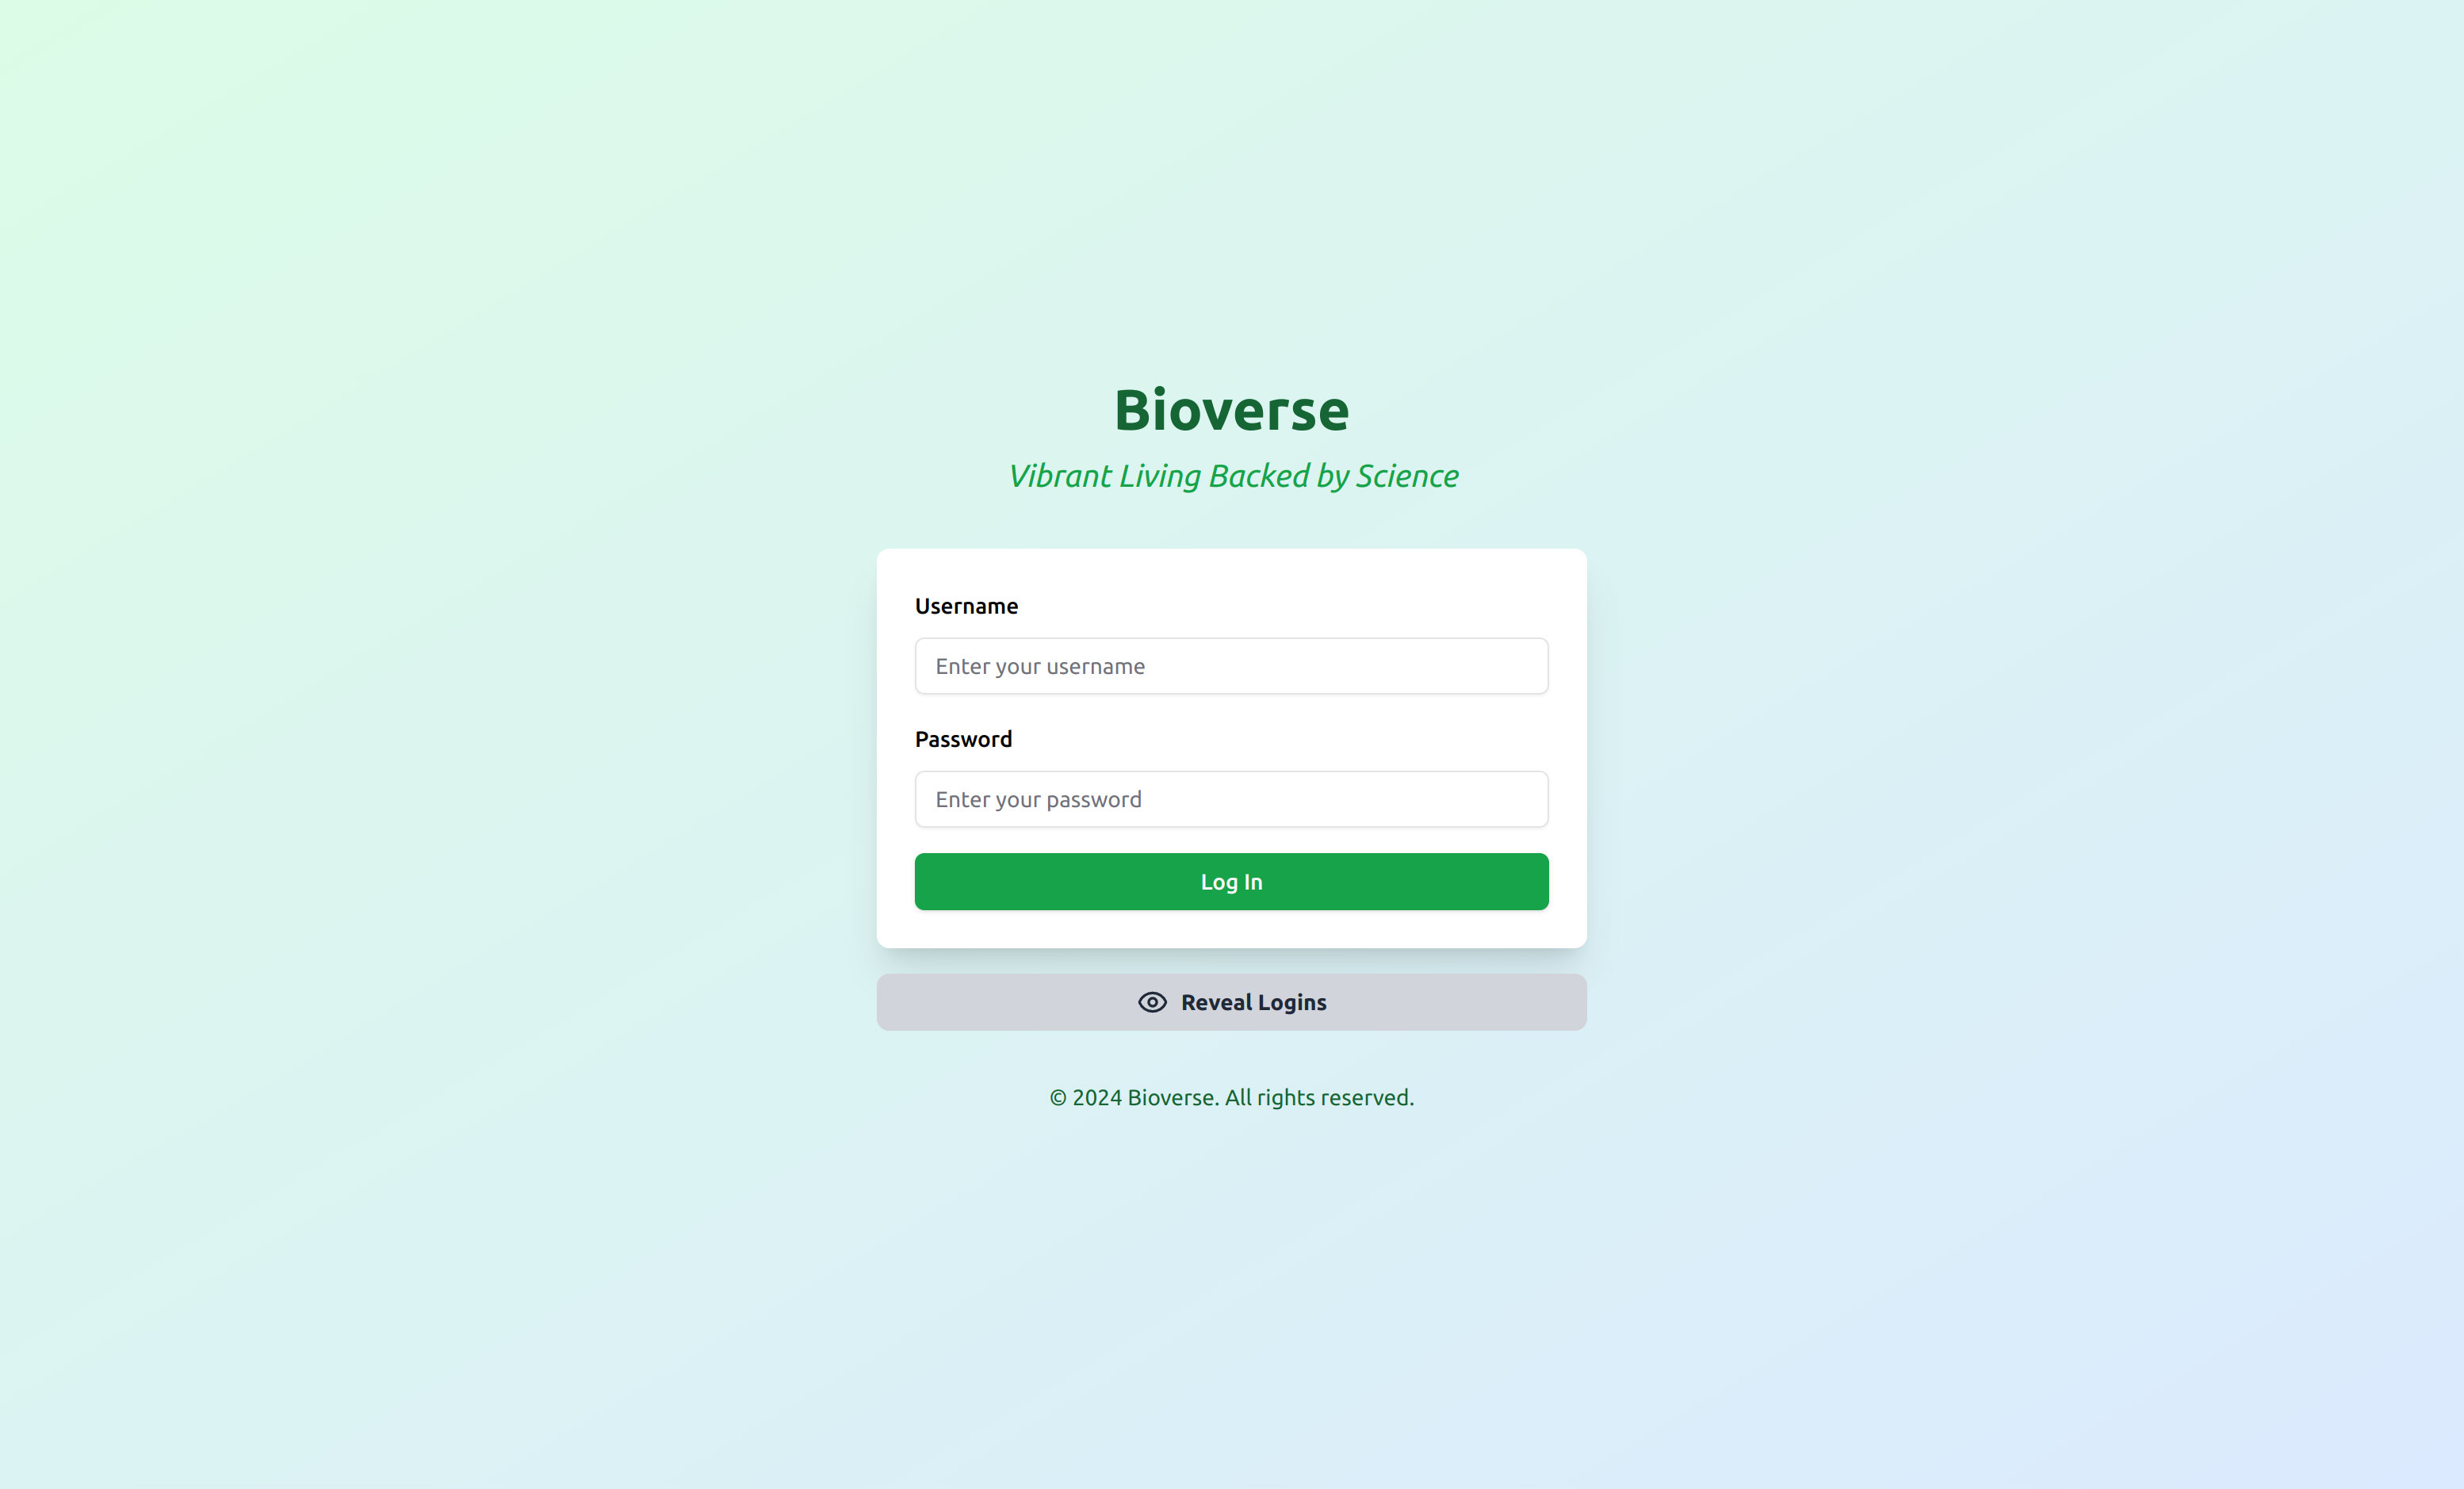 Bioverse
Vibrant Living Backed by Science
Username
Enter your username
Password
Enter your password
Log In
Reveal Logins
© 2024 Bioverse. All rights reserved.